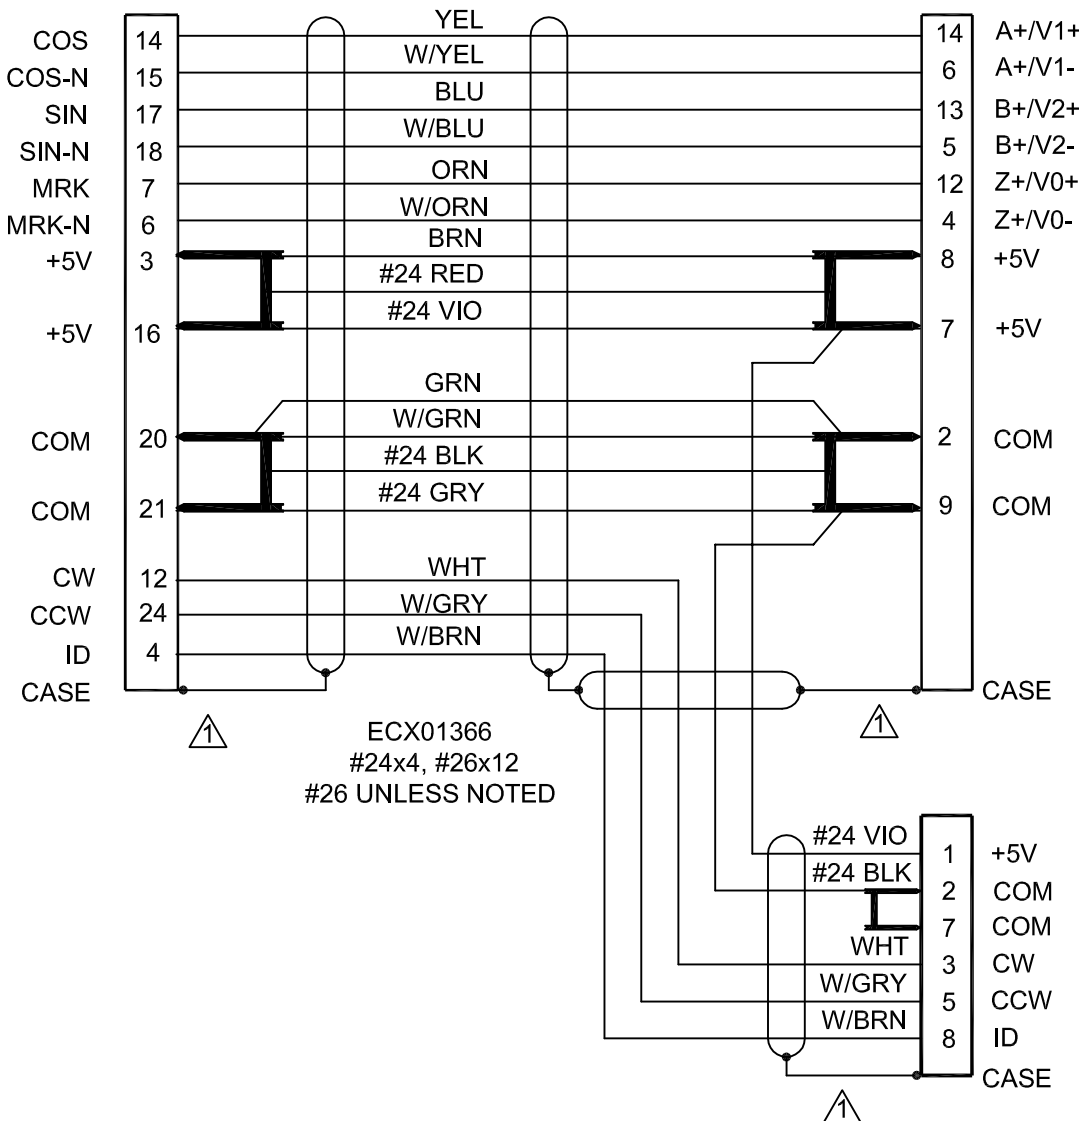 COS 14 YEL 14 A+/V1+
COS-N 15 W/YEL 6 A+/V1-
SIN 17 BLU 13 B+/V2+
SIN-N 18 W/BLU 5 B+/V2-
MRK 7 ORN 12 Z+/V0+
MRK-N 6 W/ORN 4 Z+/V0-
+5V 3 BRN 8 +5V
#24 RED
+5V 16 #24 VIO 7 +5V
GRN
COM 20 W/GRN 2 COM
#24 BLK
COM 21 #24 GRY 9 COM
CW 12 WHT
CCW 24 W/GRY
ID 4 W/BRN
CASE CASE
1 1
ECX01366
#24x4, #26x12
#26 UNLESS NOTED
#24 VIO 1 +5V
#24 BLK 2 COM
7 COM
WHT 3 CW
W/GRY 5 CCW
W/BRN 8 ID
CASE
1